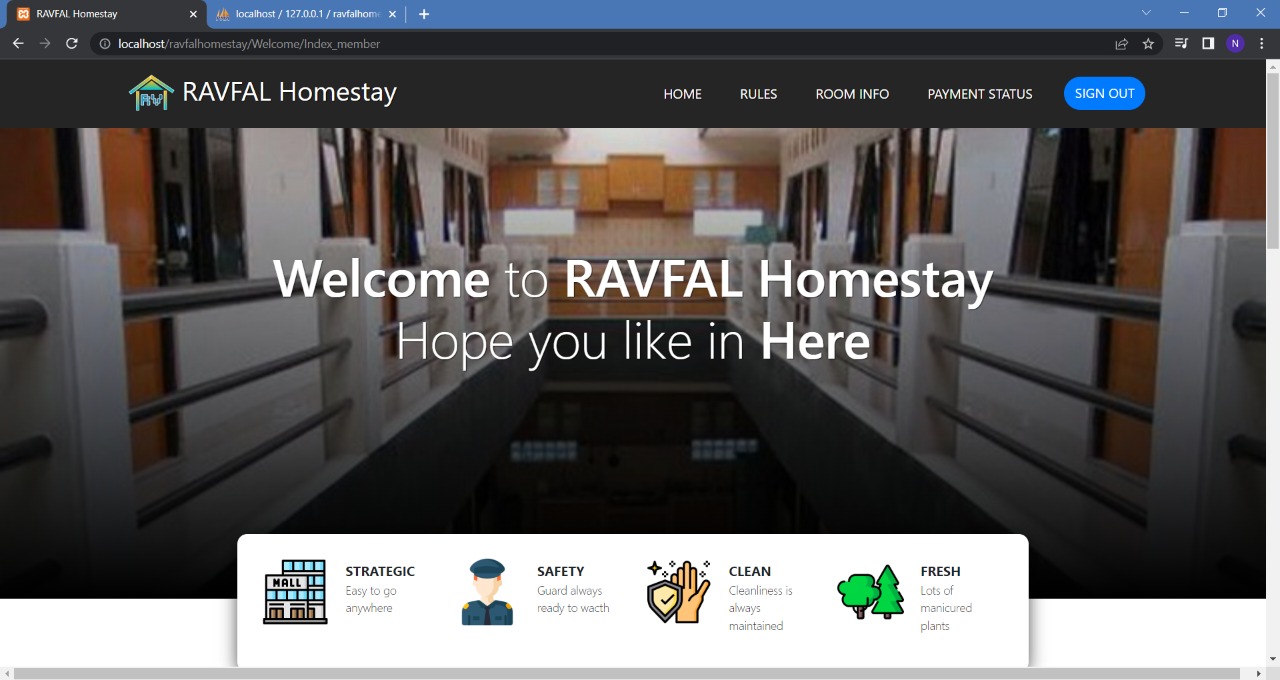 RAVFAL Homestay
localhost / 127.0.0.1 / ravfalhome
localhost/ravfalhomestay/Welcome/Index_member
N
RV
RAVFAL Homestay
HOME
RULES
ROOM INFO
PAYMENT STATUS
SIGN OUT
Welcome to RAVFAL Homestay
Hope you like in Here
MALL
STRATEGIC
Easy to go
anywhere
SAFETY
Guard always
ready to wacth
CLEAN
Cleanliness is
always
maintained
FRESH
Lots of
manicured
plants